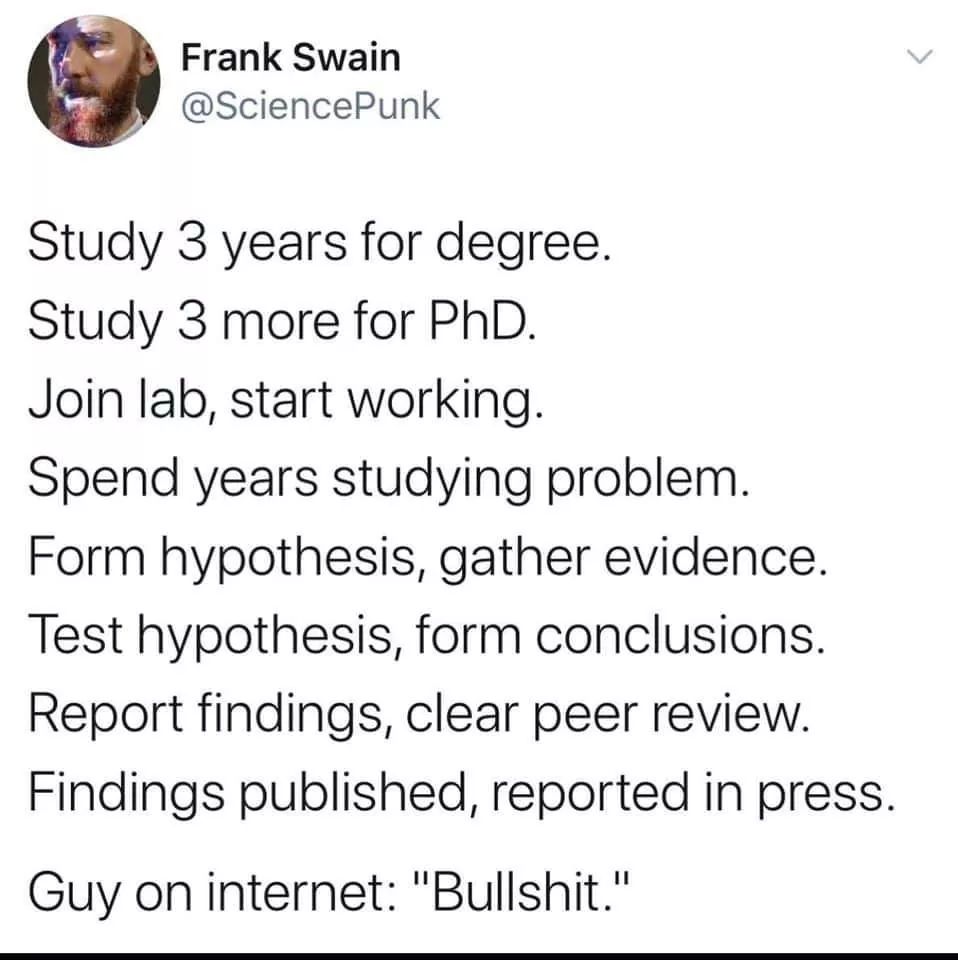 Frank Swain
@SciencePunk
Study 3 years for degree.
Study 3 more for PhD.
Join lab, start working.
Spend years studying problem.
Form hypothesis, gather evidence.
Test hypothesis, form conclusions.
Report findings, clear peer review.
Findings published, reported in press.
Guy on internet: "Bullshit."